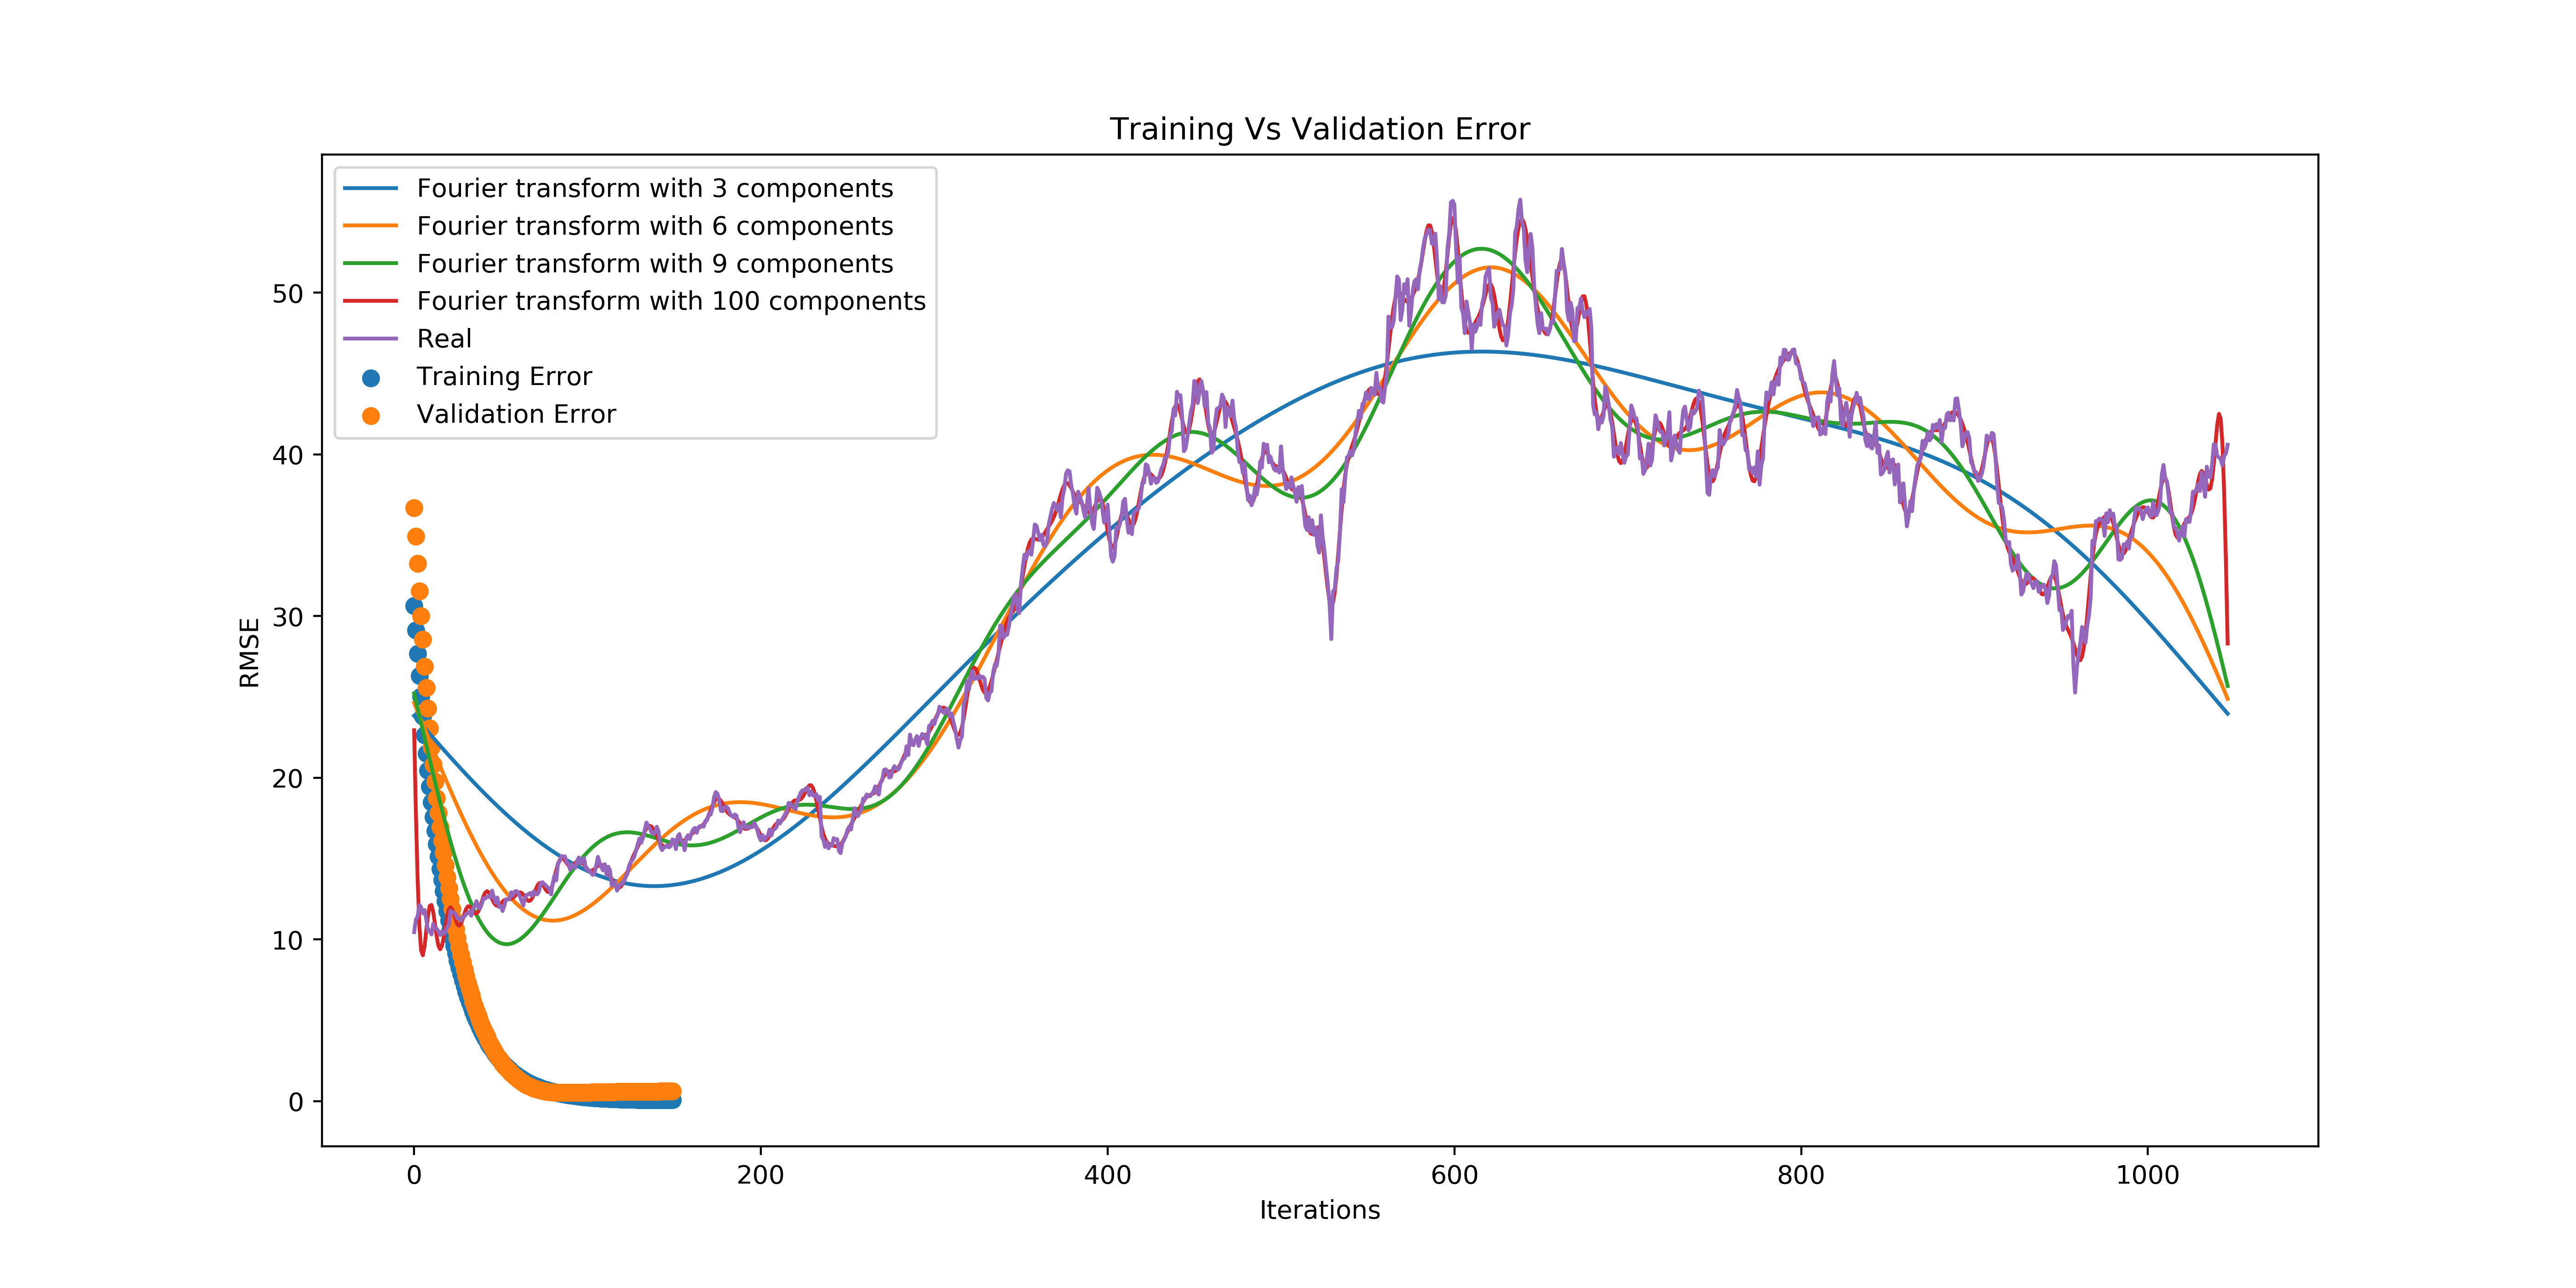 Training Vs Validation Error
Fourier transform with 3 components
Fourier transform with 6 components
Fourier transform with 9 components
Fourier transform with 100 components
Real
Training Error
Validation Error
50
40
30
20
10
0
RMSE
0 200 400 600 800 1000
Iterations